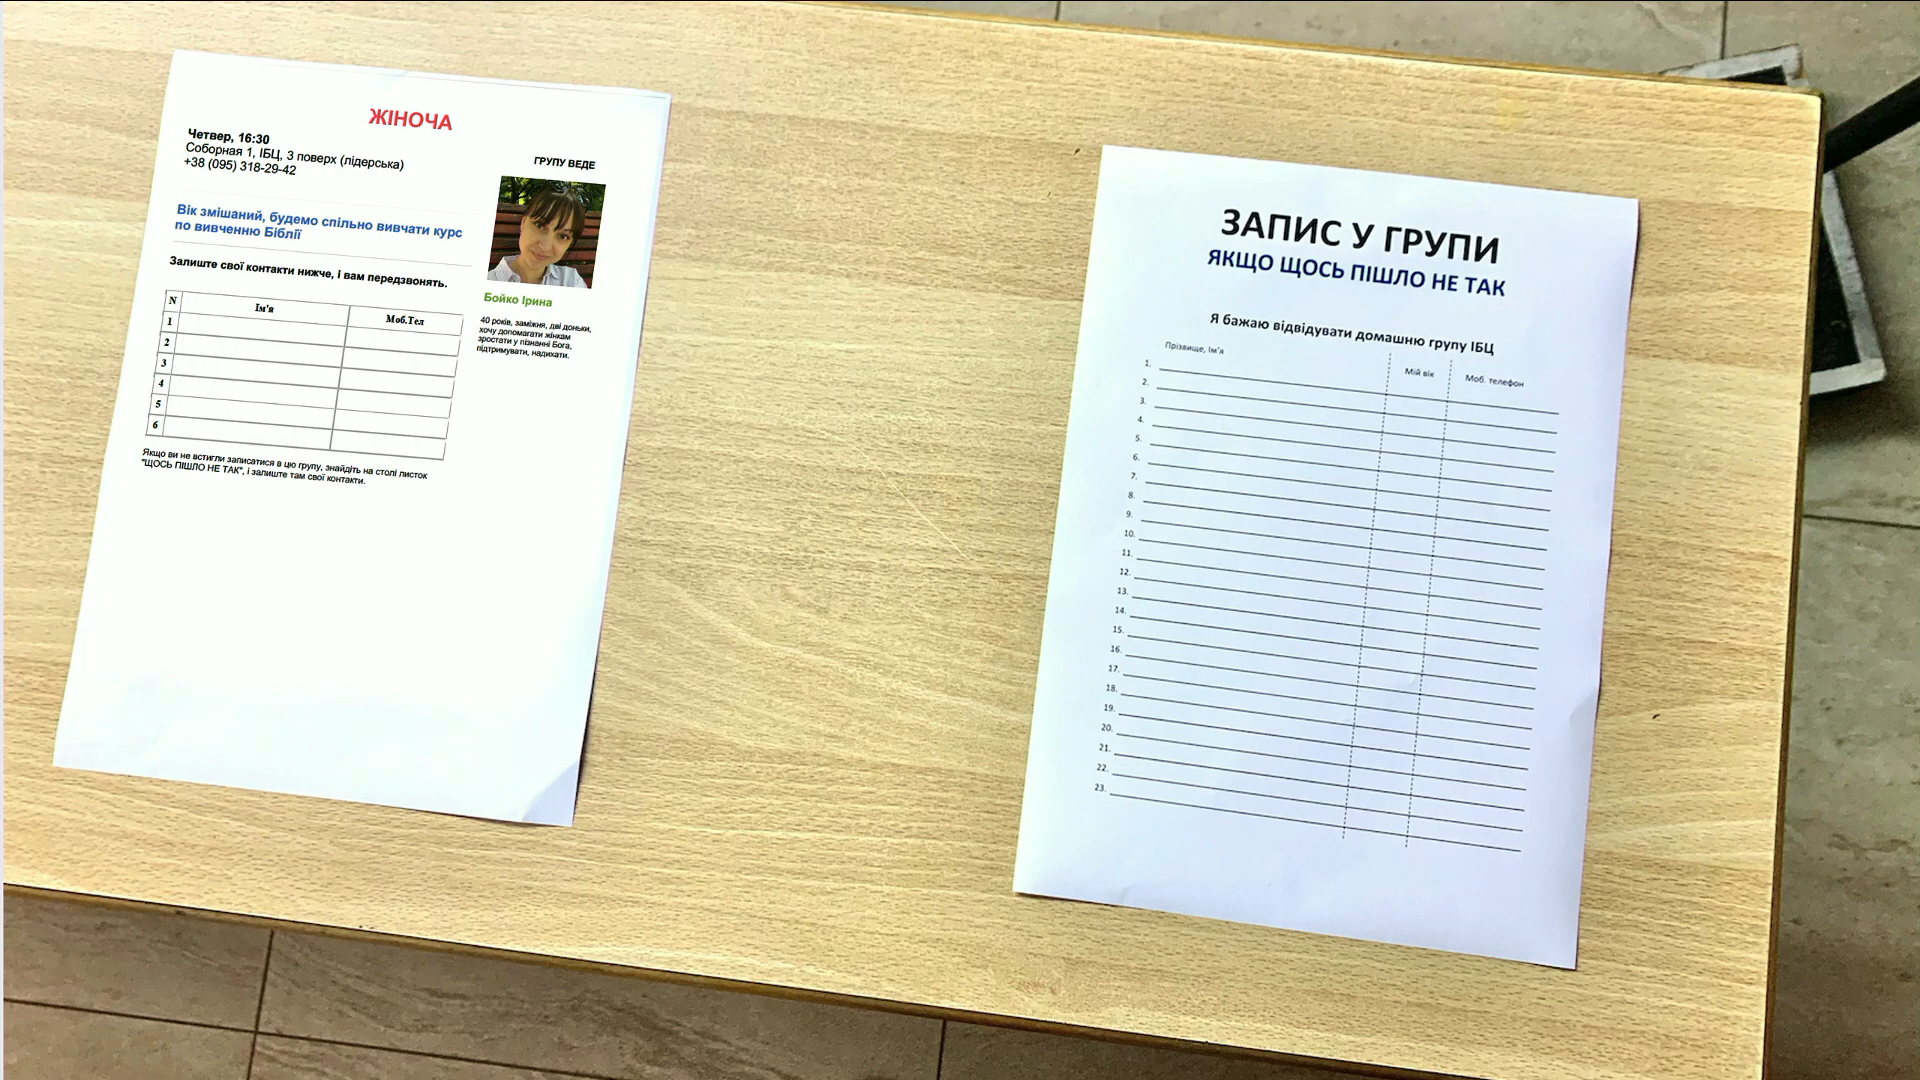 ЖІНОЧА
Четвер, 16:30
Соборная 1, ІБЦ, 3 поверх (лідерська)
+38 (095) 318-29-42
Вік змішаний, будемо спільно вивчати курс
по вивченню Біблії
Залиште свої контакти нижче, і вам передзвонять.
N Ім'я Моб.Тел
1
2
3
4
5
6
Якщо ви не встигли записатися в цю групу, знайдіть на столі листок
"ЩОСЬ ПІШЛО НЕ ТАК", і залиште там свої контакти.
ГРУПУ ВЕДЕ
Бойко Ірина
40 років, заміжня, дві доньки,
хочу допомагати жінкам
зростати у пізнанні Бога,
підтримувати, надихати.
ЗАПИС У ГРУПИ
ЯКЩО ЩОСЬ ПІШЛО НЕ ТАК
Я бажаю відвідувати домашню групу ІБЦ
Прізвище, Ім'я Мій вік Моб. телефон
1.
2.
3.
4.
5.
6.
7.
8.
9.
10.
11.
12.
13.
14.
15.
16.
17.
18.
19.
20.
21.
22.
23.